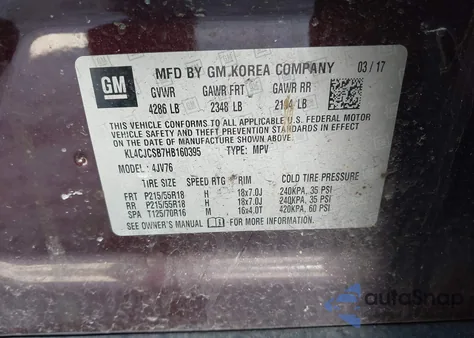 GM MFD BY GM KOREA COMPANY 03/17
GVWR GAWR FRT GAWR RR
4286 LB 2348 LB LB
THIS VEHICLE CONFORMS TO ALL APPLICABLE U.S. FEDERAL MOTOR
VEHICLE SAFETY AND THEFT PREVENTION STANDARDS IN EFFECT ON
THE DATE OF MANUFACTURE SHOWN ABOVE.
KL4CJCSB7HB160395 TYPE: MPV
MODEL: 4JV76
TIRE SIZE SPEED RTG RIM COLD TIRE PRESSURE
FRT P215/55R18 H 18x7.0J 240KPA, 35 PSI
RR P215/55R18 H 18x7.0J 240KPA, 35 PSI
SPA T125/70R16 M 16x4.0T 420KPA, 60 PSI
SEE OWNER'S MANUAL FOR ADDITIONAL INFORMATION.
autoSnap